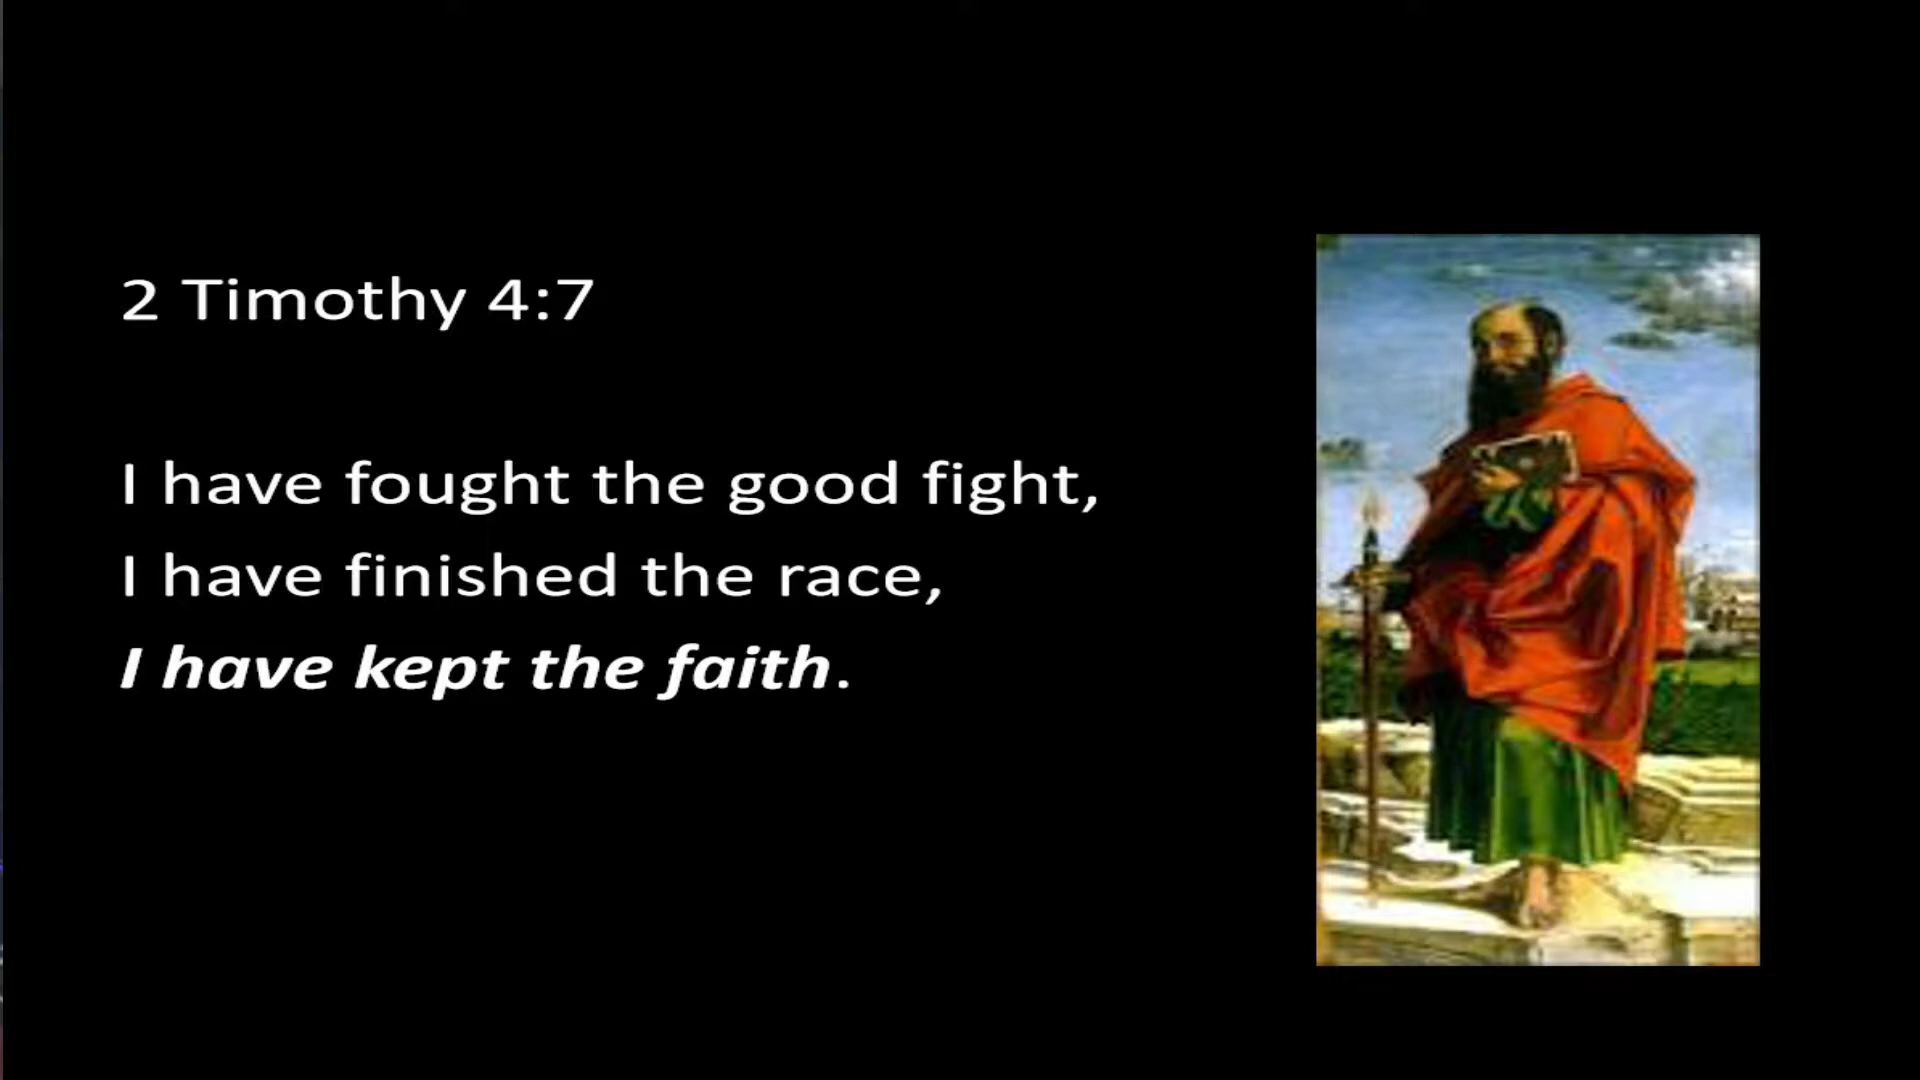 2 Timothy 4:7
I have fought the good fight,
I have finished the race,
I have kept the faith.